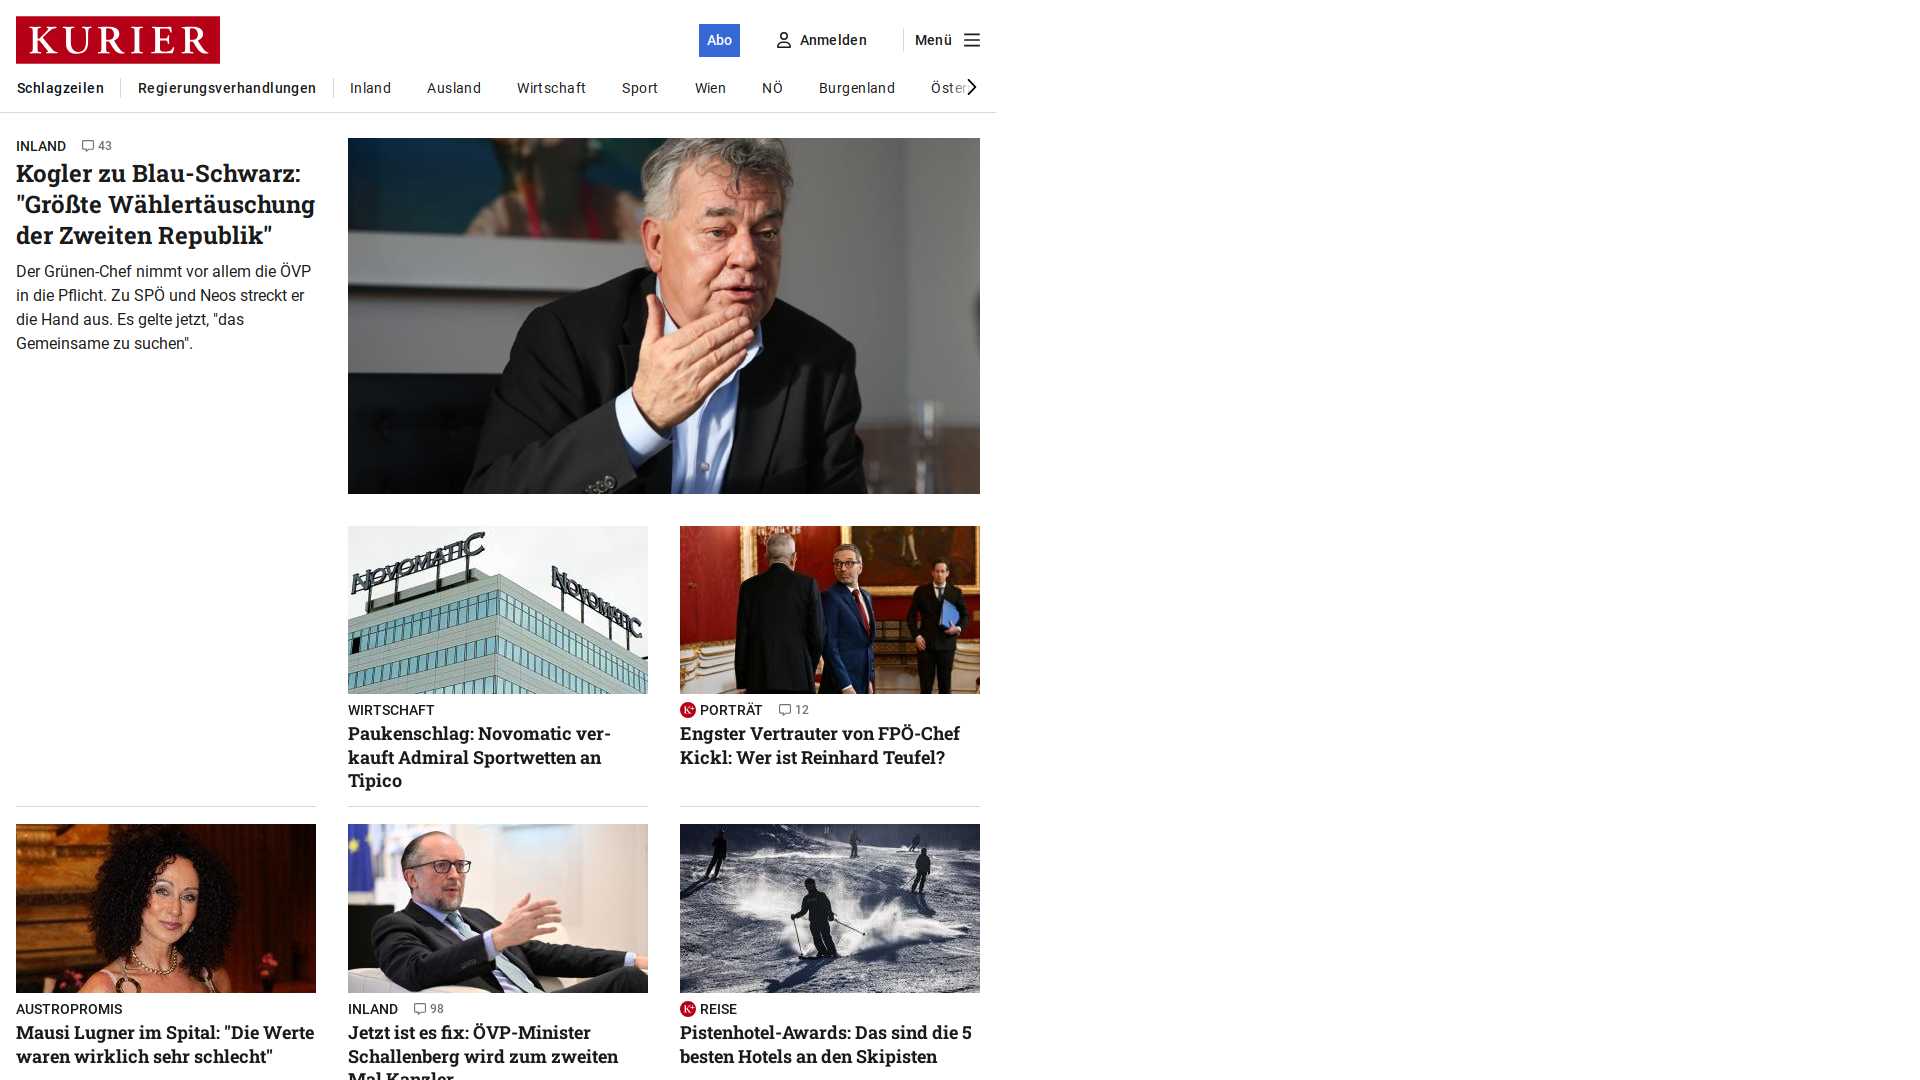 KURIER
Abo
Anmelden
Menü
Schlagzeilen
Regierungsverhandlungen
Inland
Ausland
Wirtschaft
Sport
Wien
NÖ
Burgenland
Öster
INLAND 43
Kogler zu Blau-Schwarz:
"Größte Wählertäuschung
der Zweiten Republik"
Der Grünen-Chef nimmt vor allem die ÖVP
in die Pflicht. Zu SPÖ und Neos streckt er
die Hand aus. Es gelte jetzt, "das
Gemeinsame zu suchen".
NOVOMATIC
NOVOMATIC
WIRTSCHAFT
Paukenschlag: Novomatic ver-
kauft Admiral Sportwetten an
Tipico
K+ PORTRÄT 12
Engster Vertrauter von FPÖ-Chef
Kickl: Wer ist Reinhard Teufel?
AUSTROPROMIS
Mausi Lugner im Spital: "Die Werte
waren wirklich sehr schlecht"
INLAND 98
Jetzt ist es fix: ÖVP-Minister
Schallenberg wird zum zweiten
Mal Kanzler
K+ REISE
Pistenhotel-Awards: Das sind die 5
besten Hotels an den Skipisten